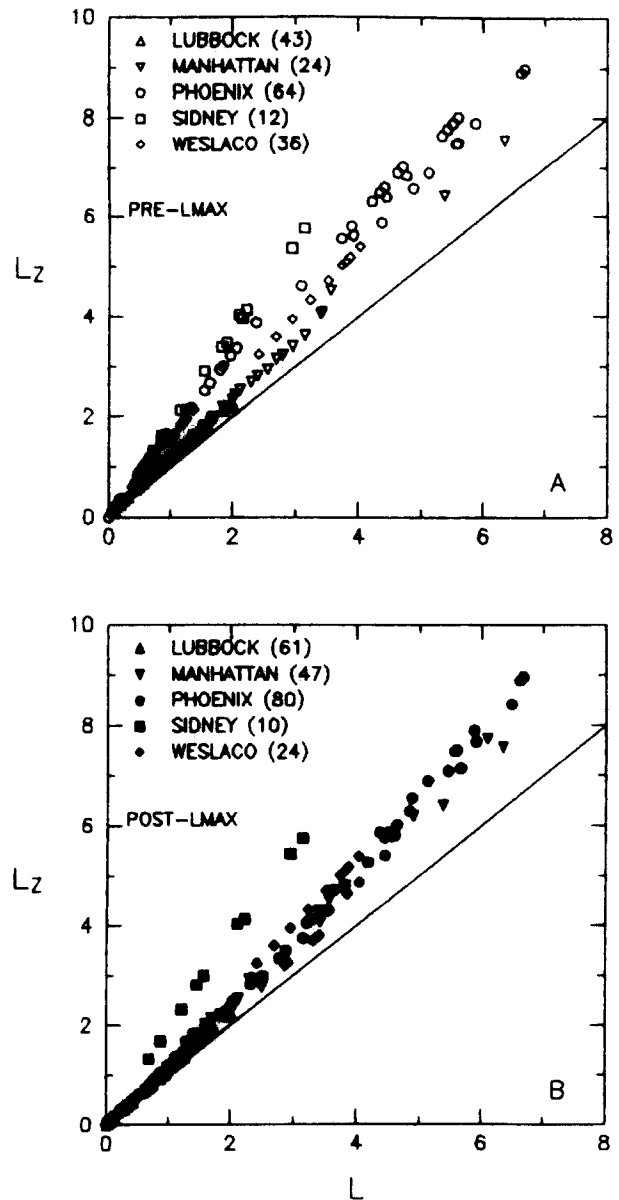 10
8
6
4
2
0
LZ
LUBBOCK (43)
MANHATTAN (24)
PHOENIX (64)
SIDNEY (12)
WESLACO (36)
PRE-LMAX
A
0 2 4 6 8
10
8
6
4
2
0
LZ
LUBBOCK (61)
MANHATTAN (47)
PHOENIX (80)
SIDNEY (10)
WESLACO (24)
POST-LMAX
B
0 2 4 6 8
L